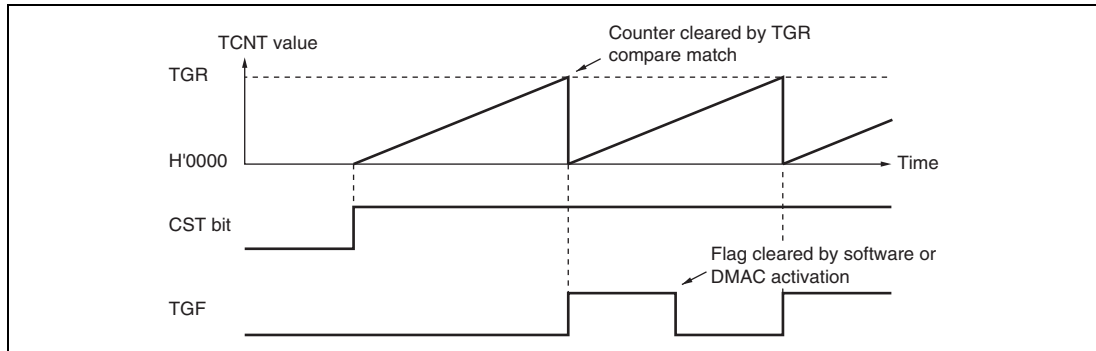 Counter cleared by TGR
compare match
TCNT value
TGR
H'0000
Time
CST bit
Flag cleared by software or
DMAC activation
TGF